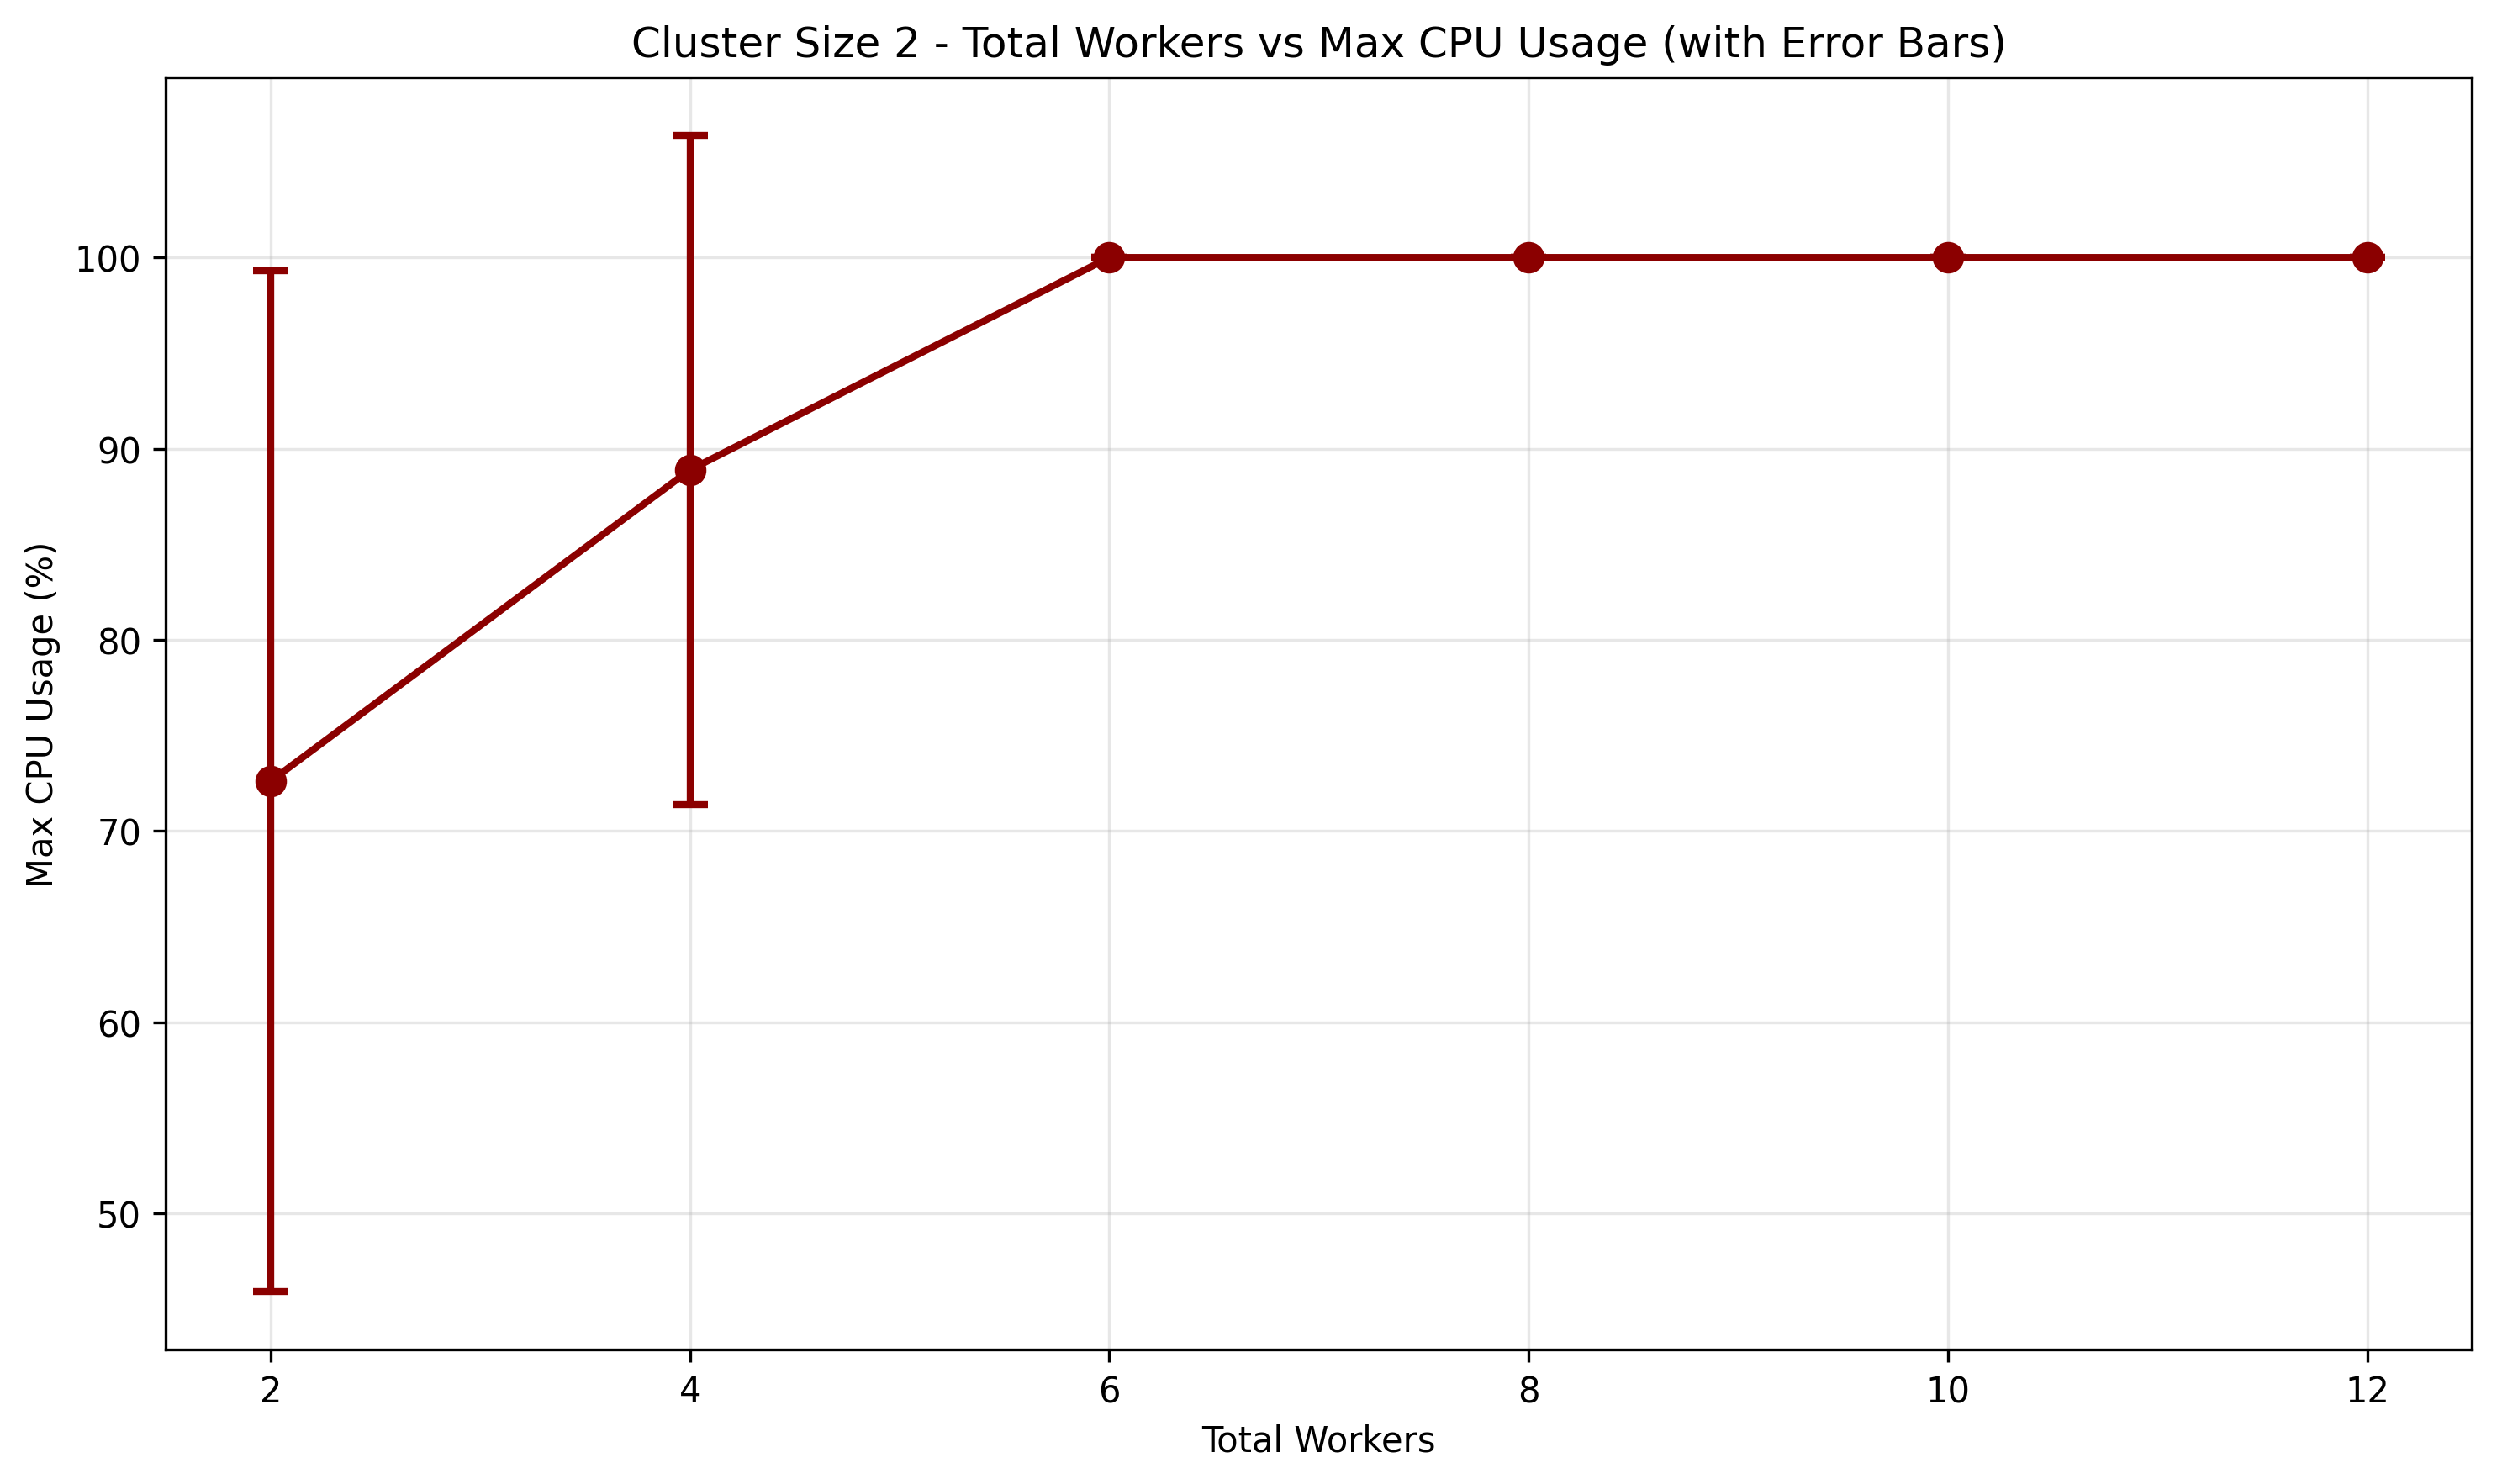 Cluster Size 2 - Total Workers vs Max CPU Usage (with Error Bars)
Max CPU Usage (%)
100
90
80
70
60
50
2 4 6 8 10 12
Total Workers